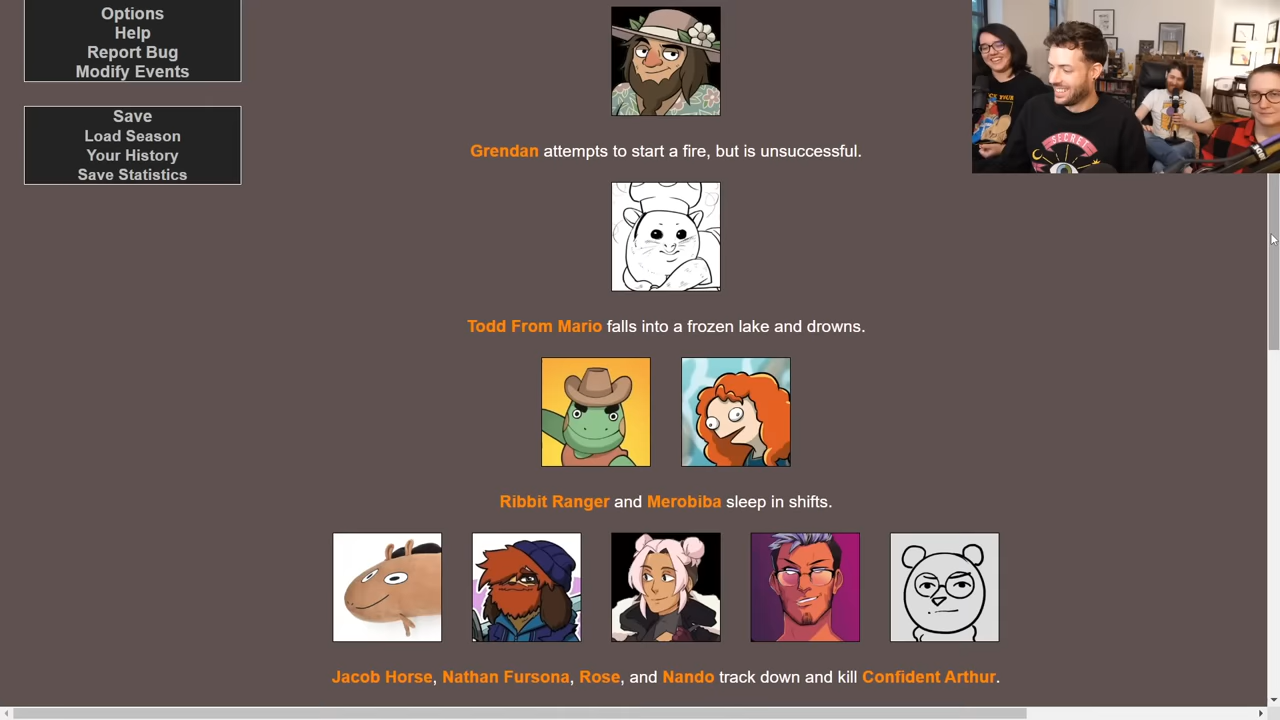 Options
Help
Report Bug
Modify Events
Save
Load Season
Your History
Save Statistics
Grendan attempts to start a fire, but is unsuccessful.
Todd From Mario falls into a frozen lake and drowns.
Ribbit Ranger and Merobiba sleep in shifts.
Jacob Horse, Nathan Fursona, Rose, and Nando track down and kill Confident Arthur.
SECRET